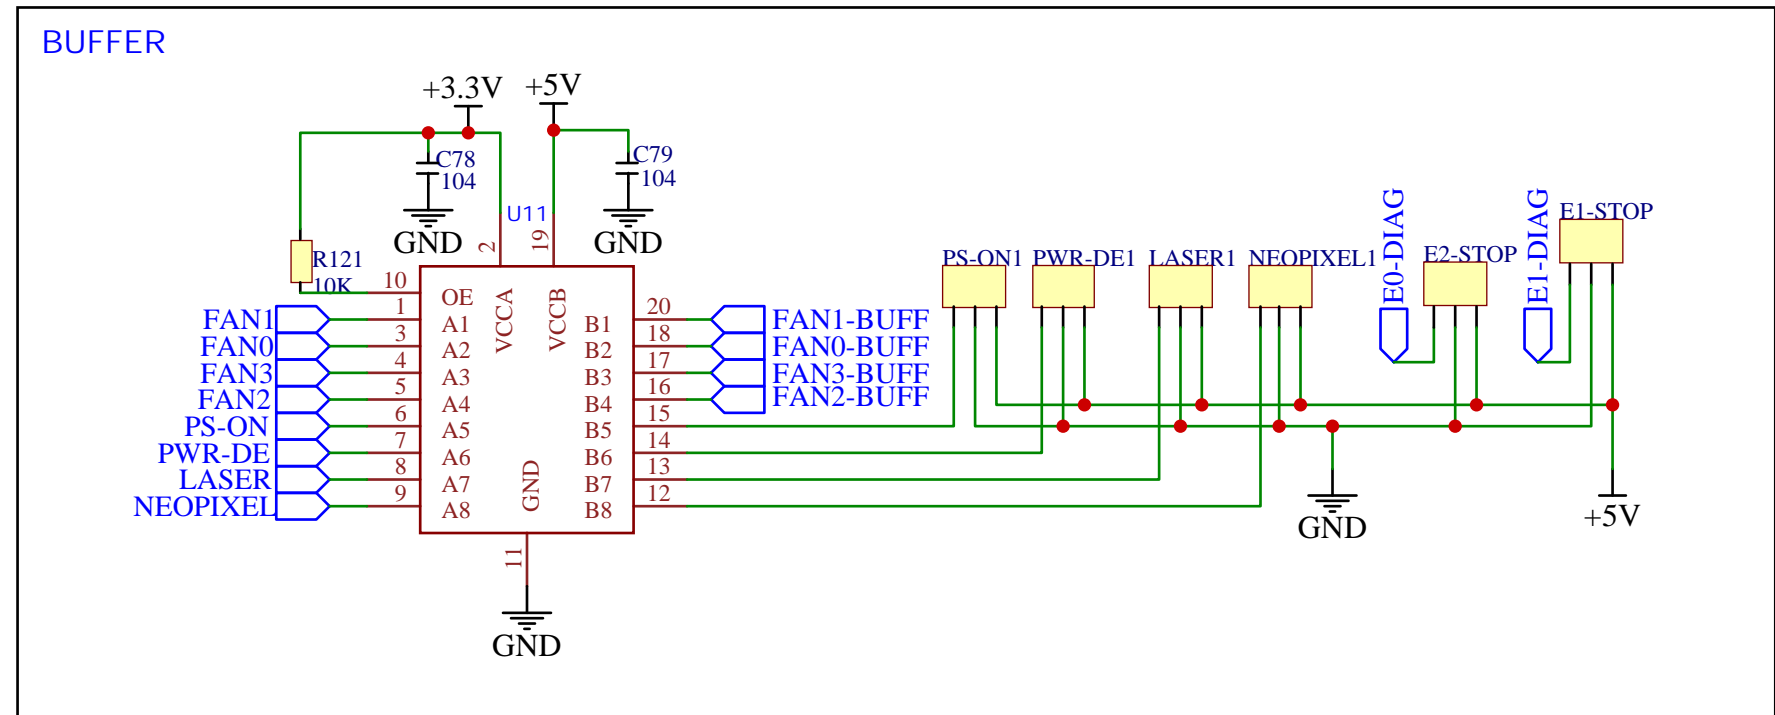 BUFFER
+3.3V
+5V
C78
104
C79
104
U11
GND
GND
2
19
R121
10K
10
OE
VCCA
VCCB
FAN1
1
A1
B1
20
FAN1-BUFF
FAN0
3
A2
B2
18
FAN0-BUFF
FAN3
4
A3
B3
17
FAN3-BUFF
FAN2
5
A4
B4
16
FAN2-BUFF
PS-ON
6
A5
B5
15
PWR-DE
7
A6
B6
14
LASER
8
A7
B7
13
NEOPIXEL
9
A8
B8
12
GND
11
GND
PS-ON1
PWR-DE1
LASER1
NEOPIXEL1
E0-DIAG
E2-STOP
E1-DIAG
E1-STOP
GND
+5V